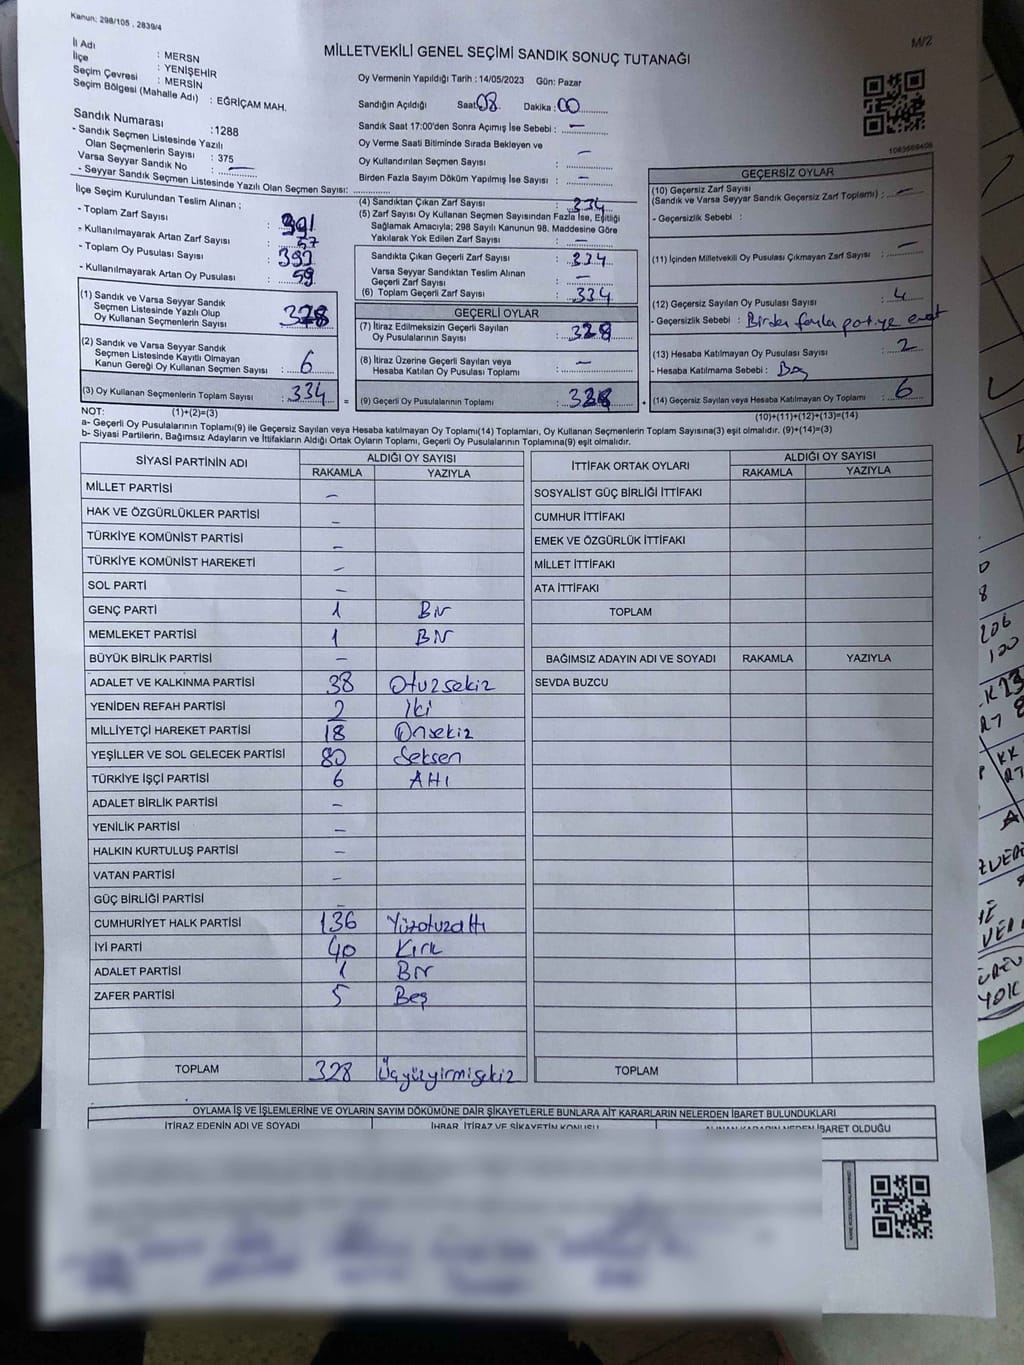 Kanun: 298/105 , 2839/4
M/2
MİLLETVEKİLİ GENEL SEÇİMİ SANDIK SONUÇ TUTANAĞI
İl Adı : MERSN
İlçe : YENİŞEHİR
Seçim Çevresi : MERSİN
Seçim Bölgesi (Mahalle Adı) : EĞRİÇAM MAH.
Sandık Numarası : 1288
- Sandık Seçmen Listesinde Yazılı
Olan Seçmenlerin Sayısı : 375
Varsa Seyyar Sandık No : –
- Seyyar Sandık Seçmen Listesinde Yazılı Olan Seçmen Sayısı:
Oy Vermenin Yapıldığı Tarih : 14/05/2023 Gün: Pazar
Sandığın Açıldığı Saat: 08 Dakika: 00
Sandık Saat 17:00'den Sonra Açımış İse Sebebi : –
Oy Verme Saati Bitiminde Sırada Bekleyen ve
Oy Kullandırılan Seçmen Sayısı : –
Birden Fazla Sayım Döküm Yapılmış İse Sayısı : –
İlçe Seçim Kurulundan Teslim Alınan ;
- Toplam Zarf Sayısı : 391
- Kullanılmayarak Artan Zarf Sayısı : 57
- Toplam Oy Pusulası Sayısı :
- Kullanılmayarak Artan Oy Pusulası : 59
(1) Sandık ve Varsa Seyyar Sandık
Seçmen Listesinde Yazılı Olup
Oy Kullanan Seçmenlerin Sayısı : 328
(2) Sandık ve Varsa Seyyar Sandık
Seçmen Listesinde Kayıtlı Olmayan
Kanun Gereği Oy Kullanan Seçmen Sayısı : 6
(3) Oy Kullanan Seçmenlerin Toplam Sayısı : 334
(4) Sandıktan Çıkan Zarf Sayısı : 334
(5) Zarf Sayısı Oy Kullanan Seçmen Sayısından Fazla İse, Eşitliği
Sağlamak Amacıyla; 298 Sayılı Kanunun 98. Maddesine Göre
Yakılarak Yok Edilen Zarf Sayısı : –
Sandıkta Çıkan Geçerli Zarf Sayısı : 334
Varsa Seyyar Sandıktan Teslim Alınan
Geçerli Zarf Sayısı : –
(6) Toplam Geçerli Zarf Sayısı : 334
GEÇERLİ OYLAR
(7) İtiraz Edilmeksizin Geçerli Sayılan
Oy Pusulalarının Sayısı : 328
(8) İtiraz Üzerine Geçerli Sayılan veya
Hesaba Katılan Oy Pusulası Toplamı : –
= (9) Geçerli Oy Pusulalarının Toplamı : 328
1083569408
GEÇERSİZ OYLAR
(10) Geçersiz Zarf Sayısı
(Sandık ve Varsa Seyyar Sandık Geçersiz Zarf Toplamı) : –
- Geçersizlik Sebebi :
(11) İçinden Milletvekili Oy Pusulası Çıkmayan Zarf Sayısı : –
(12) Geçersiz Sayılan Oy Pusulası Sayısı : 4
- Geçersizlik Sebebi : Birden fazla partiye evet
(13) Hesaba Katılmayan Oy Pusulası Sayısı : 2
- Hesaba Katılmama Sebebi : Boş
+ (14) Geçersiz Sayılan veya Hesaba Katılmayan Oy Toplamı : 6
NOT: (1)+(2)=(3)
(10)+(11)+(12)+(13)=(14)
a- Geçerli Oy Pusulalarının Toplamı(9) ile Geçersiz Sayılan veya Hesaba Katılmayan Oy Toplamı(14) Toplamları, Oy Kullanan Seçmenlerin Toplam Sayısına(3) eşit olmalıdır. (9)+(14)=(3)
b- Siyasi Partilerin, Bağımsız Adayların ve İttifakların Aldığı Ortak Oyların Toplamı, Geçerli Oy Pusulalarının Toplamına(9) eşit olmalıdır.
SİYASİ PARTİNİN ADI ALDIĞI OY SAYISI
RAKAMLA YAZIYLA
MİLLET PARTİSİ –
HAK VE ÖZGÜRLÜKLER PARTİSİ –
TÜRKİYE KOMÜNİST PARTİSİ –
TÜRKİYE KOMÜNİST HAREKETİ –
SOL PARTİ –
GENÇ PARTİ 1 Bir
MEMLEKET PARTİSİ 1 Bir
BÜYÜK BİRLİK PARTİSİ –
ADALET VE KALKINMA PARTİSİ 38 Otuzsekiz
YENİDEN REFAH PARTİSİ 2 İki
MİLLİYETÇİ HAREKET PARTİSİ 18 Onsekiz
YEŞİLLER VE SOL GELECEK PARTİSİ 80 Seksen
TÜRKİYE İŞÇİ PARTİSİ 6 Altı
ADALET BİRLİK PARTİSİ –
YENİLİK PARTİSİ –
HALKIN KURTULUŞ PARTİSİ –
VATAN PARTİSİ –
GÜÇ BİRLİĞİ PARTİSİ –
CUMHURİYET HALK PARTİSİ 136 Yüzotuzaltı
İYİ PARTİ 40 Kırk
ADALET PARTİSİ 1 Bir
ZAFER PARTİSİ 5 Beş
TOPLAM 328 Üçyüzyirmisekiz
İTTİFAK ORTAK OYLARI ALDIĞI OY SAYISI
RAKAMLA YAZIYLA
SOSYALİST GÜÇ BİRLİĞİ İTTİFAKI
CUMHUR İTTİFAKI
EMEK VE ÖZGÜRLÜK İTTİFAKI
MİLLET İTTİFAKI
ATA İTTİFAKI
TOPLAM
BAĞIMSIZ ADAYIN ADI VE SOYADI RAKAMLA YAZIYLA
SEVDA BUZCU
TOPLAM
OYLAMA İŞ VE İŞLEMLERİNE VE OYLARIN SAYIM DÖKÜMÜNE DAİR ŞİKAYETLERLE BUNLARA AİT KARARLARIN NELERDEN İBARET BULUNDUKLARI
İTİRAZ EDENİN ADI VE SOYADI İHBAR, İTİRAZ VE ŞİKAYETİN KONUSU ALINAN KARARIN NEDEN İBARET OLDUĞU
206
100
YOK